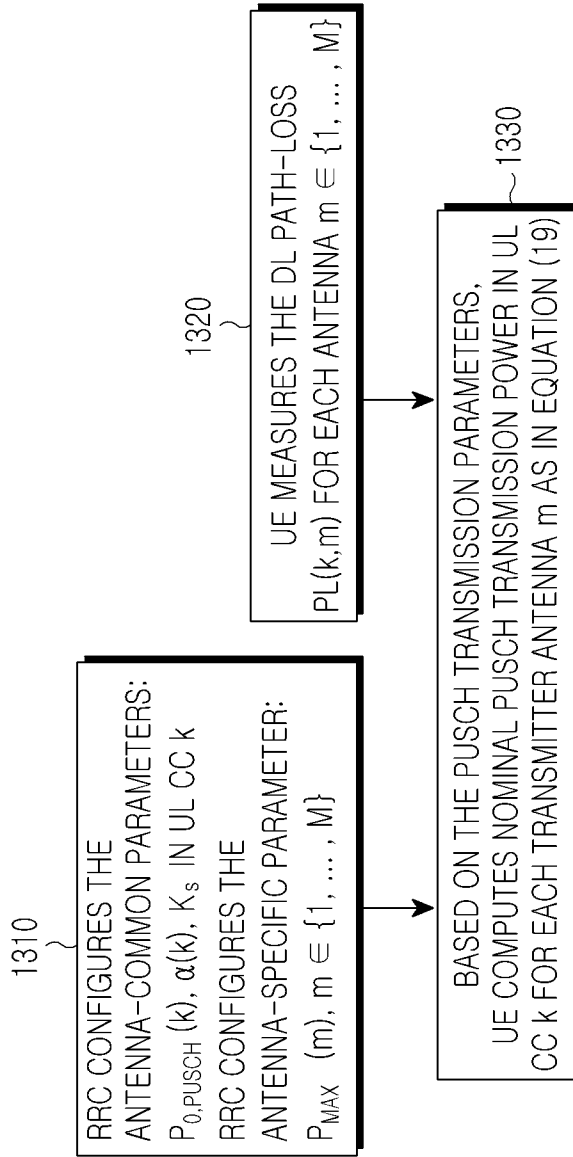 1310
RRC CONFIGURES THE
ANTENNA-COMMON PARAMETERS:
P0,PUSCH (k), α(k), Ks IN UL CC k
RRC CONFIGURES THE
ANTENNA-SPECIFIC PARAMETER:
PMAX (m), m ∈ {1, ... , M}
1320
UE MEASURES THE DL PATH-LOSS
PL(k,m) FOR EACH ANTENNA m ∈ {1, ... , M}
1330
BASED ON THE PUSCH TRANSMISSION PARAMETERS,
UE COMPUTES NOMINAL PUSCH TRANSMISSION POWER IN UL
CC k FOR EACH TRANSMITTER ANTENNA m AS IN EQUATION (19)